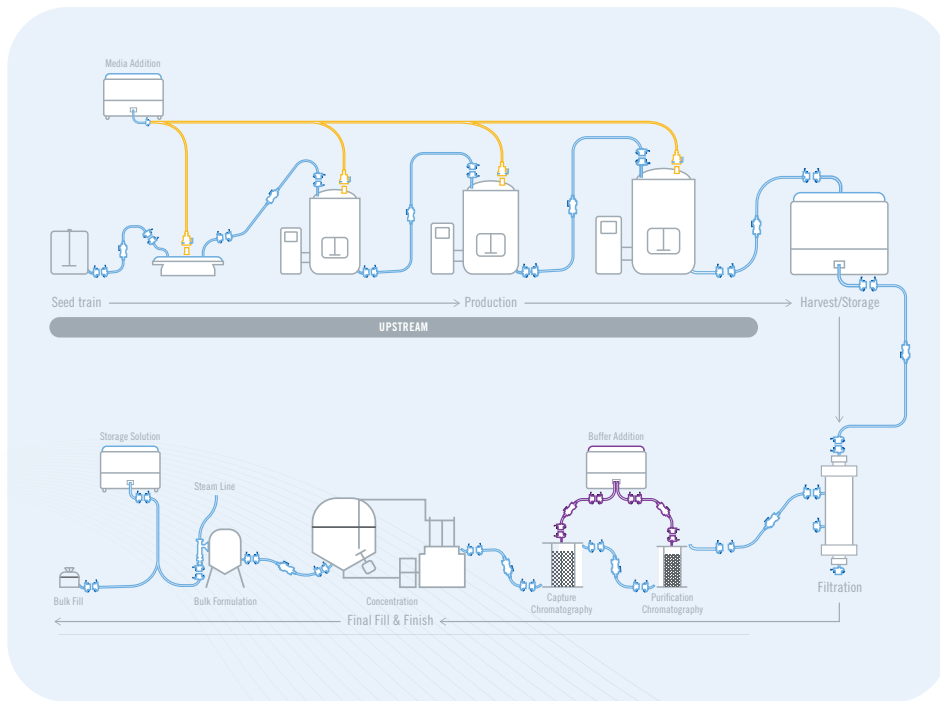 Media Addition
Seed train
Production
Harvest/Storage
UPSTREAM
Storage Solution
Buffer Addition
Steam Line
Filtration
Bulk Fill
Bulk Formulation
Concentration
Capture
Chromatography
Purification
Chromatography
Final Fill & Finish